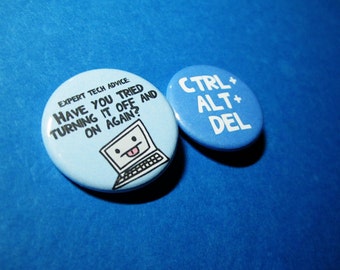 EXPERT TECH ADVICE:
HAVE YOU TRIED
TURNING IT OFF AND
ON AGAIN?
CTRL+
ALT+
DEL